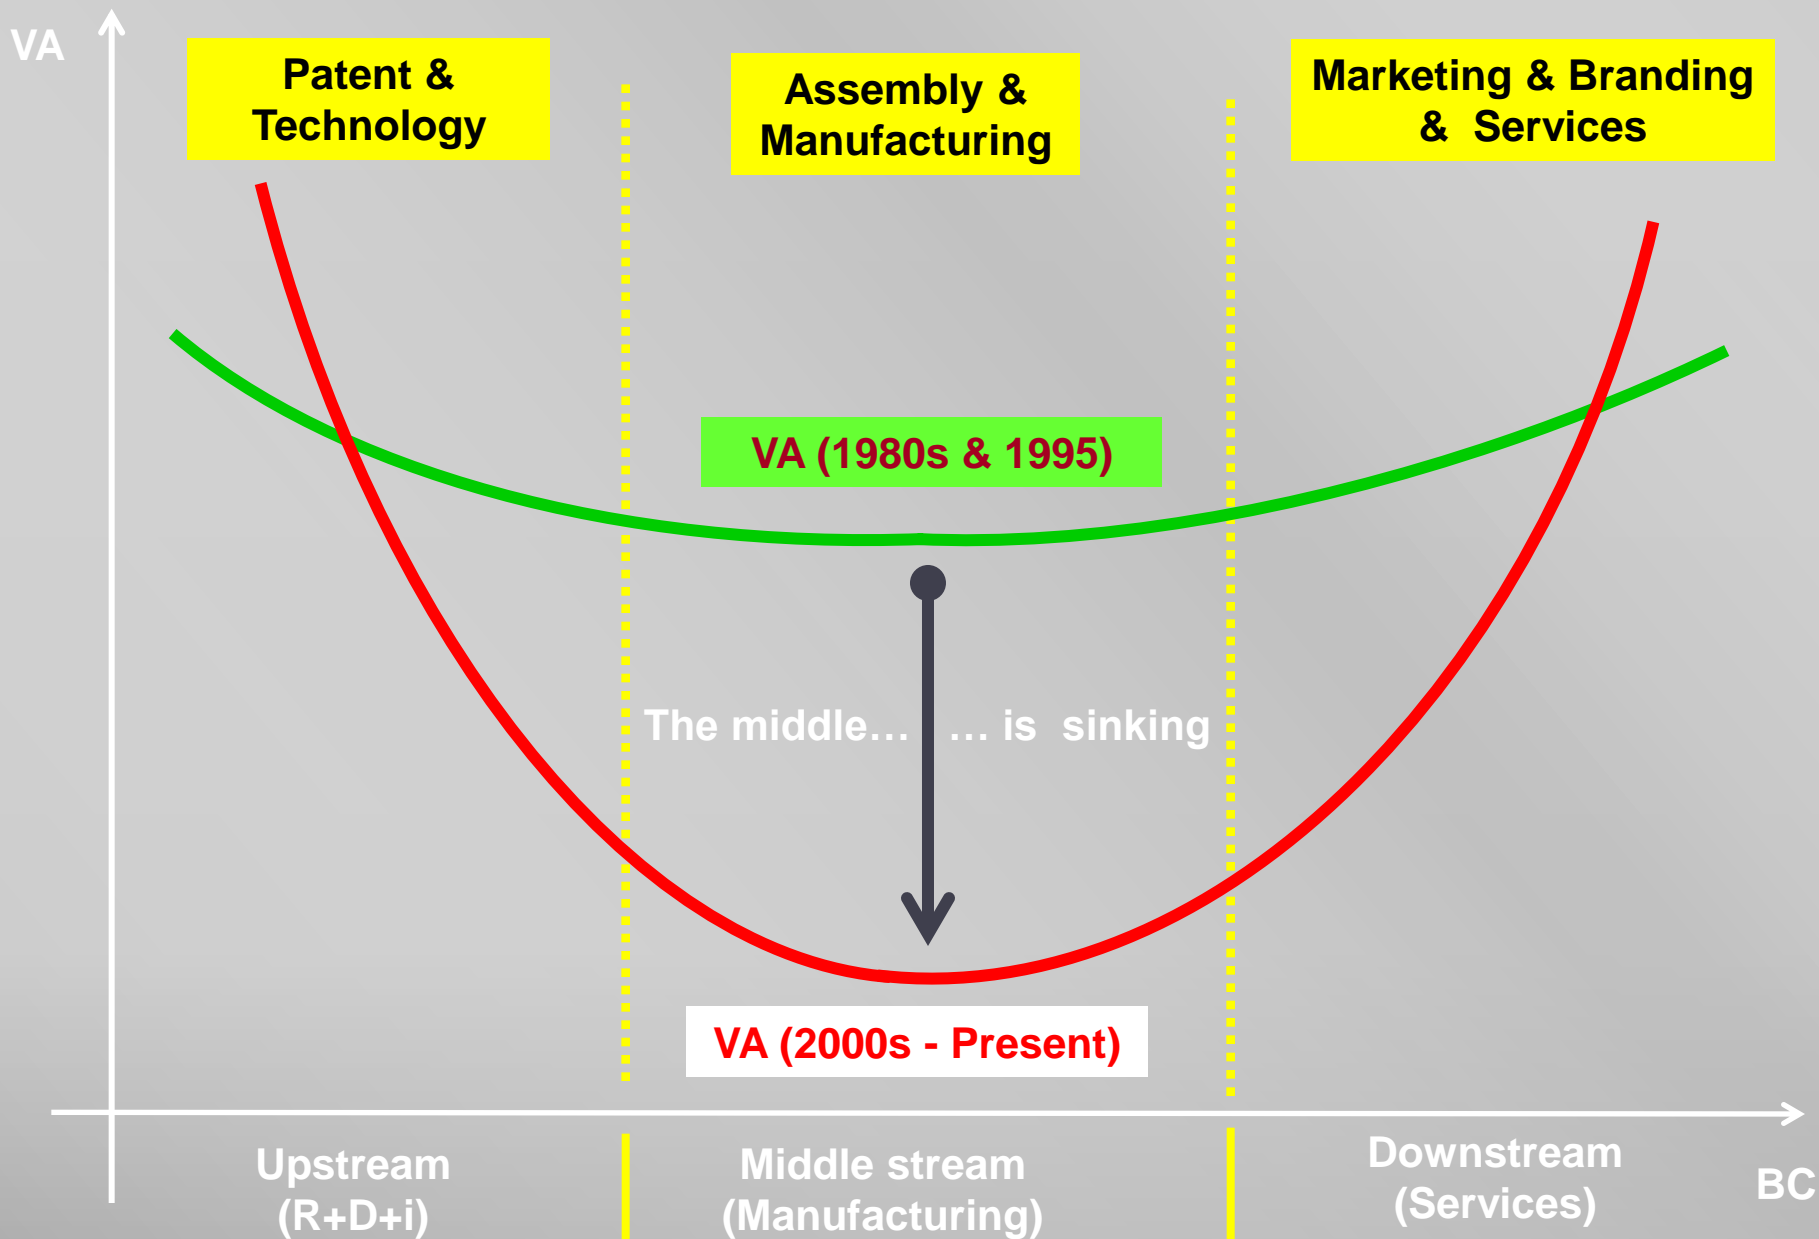 VA
Patent &
Technology
Assembly &
Manufacturing
Marketing & Branding
& Services
VA (1980s & 1995)
The middle… … is sinking
VA (2000s - Present)
Upstream
(R+D+i)
Middle stream
(Manufacturing)
Downstream
(Services)
BC